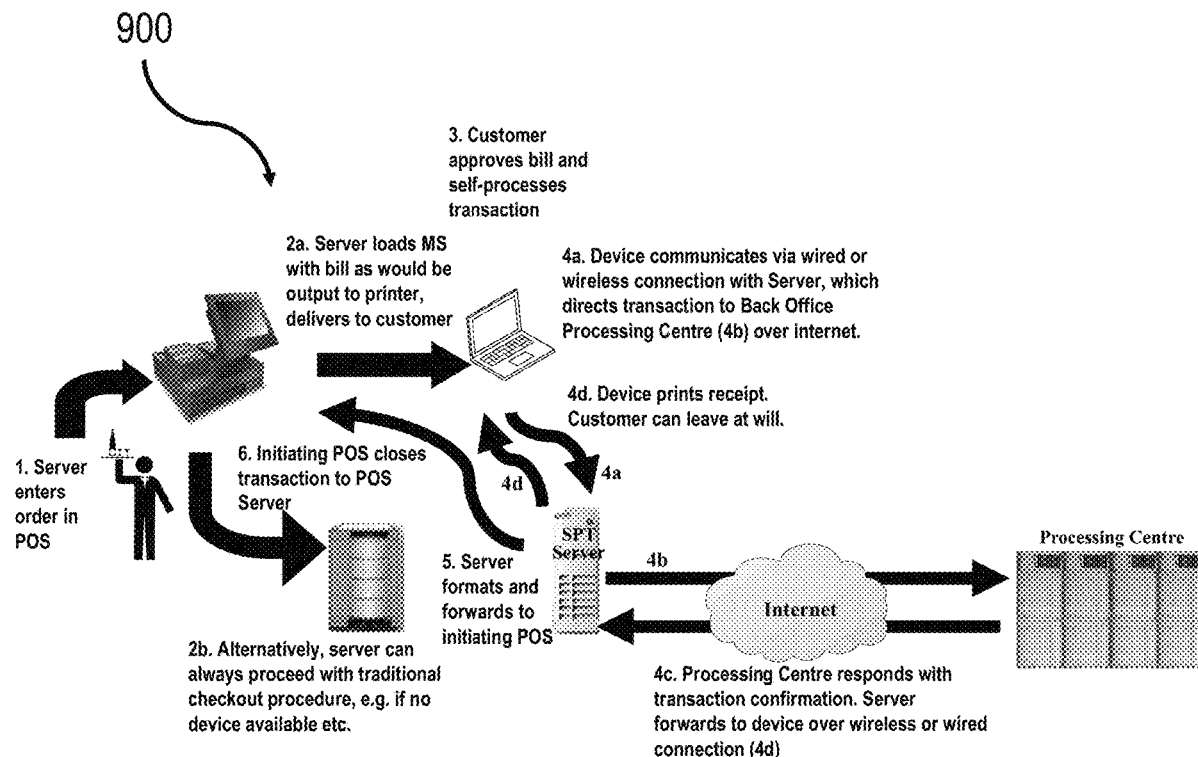 900
3. Customer
approves bill and
self-processes
transaction
2a. Server loads MS
with bill as would be
output to printer,
delivers to customer
4a. Device communicates via wired or
wireless connection with Server, which
directs transaction to Back Office
Processing Centre (4b) over internet.
4d. Device prints receipt.
Customer can leave at will.
1. Server
enters
order in
POS
6. Initiating POS closes
transaction to POS
Server
4d
4a
SPT
Server
5. Server
formats and
forwards to
initiating POS
4b
Internet
Processing Centre
2b. Alternatively, server can
always proceed with traditional
checkout procedure, e.g. if no
device available etc.
4c. Processing Centre responds with
transaction confirmation. Server
forwards to device over wireless or wired
connection (4d)